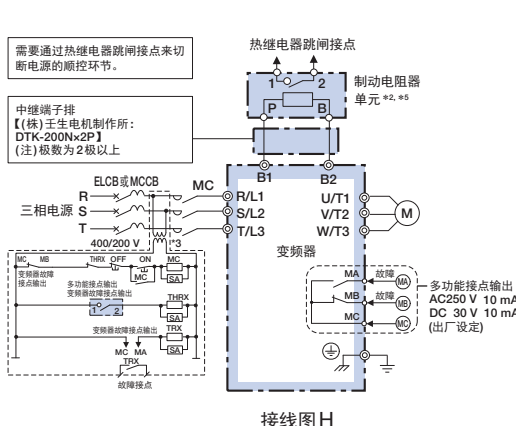 需要通过热继电器跳闸接点来切
断电源的顺控环节。
热继电器跳闸接点
1 2
制动电阻器
单元 *2, *5
P B
中继端子排
【(株)壬生电机制作所：
DTK-200N×2P】
(注)极数为2极以上
B1 B2
ELCB或MCCB MC
三相电源
R R/L1 U/T1
S S/L2 V/T2 M
T T/L3 W/T3
400/200 V *3
变频器
MC MB THRX OFF ON MC
变频器故障
接点输出
MC SA
多功能接点输出
变频器故障接点输出
THRX
1 2 SA
变频器故障接点输出
TRX
MC MA SA
TRX
故障接点
MA 故障 MA
MB 故障 MB
MC MC
多功能接点输出
AC250 V 10 mA
DC 30 V 10 mA
(出厂设定)
接线图H